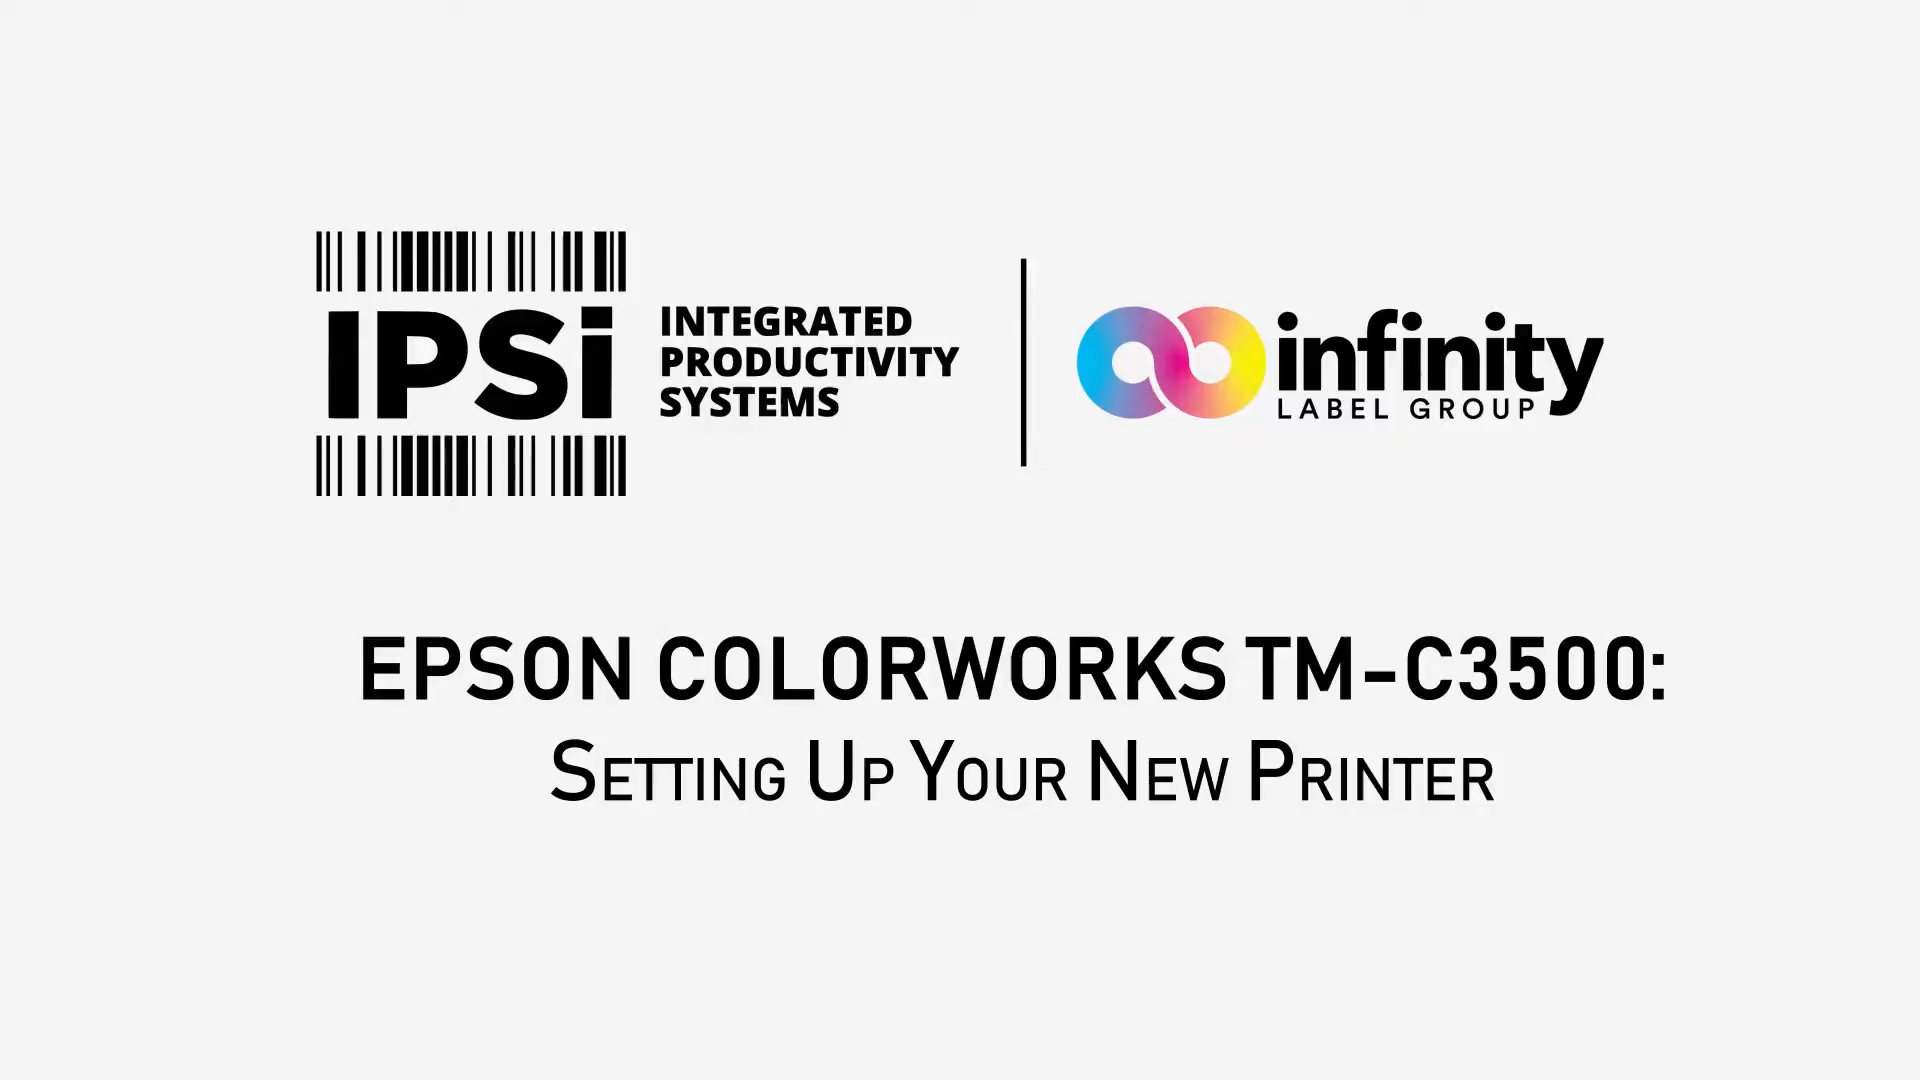 IPSi
INTEGRATED
PRODUCTIVITY
SYSTEMS
infinity
LABEL GROUP
EPSON COLORWORKS TM-C3500:
SETTING UP YOUR NEW PRINTER